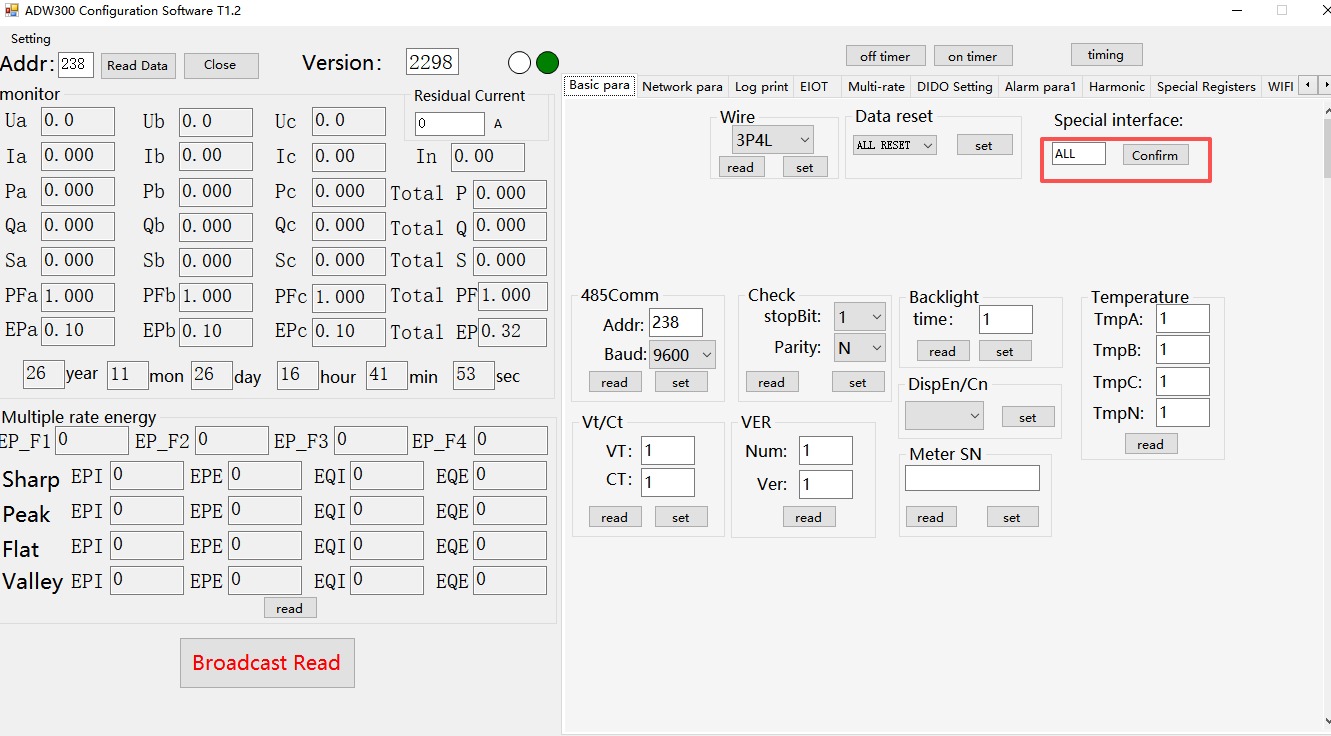 ADW300 Configuration Software T1.2
Setting
Addr: 238 Read Data Close Version: 2298
off timer on timer timing
Basic para Network para Log print EIOT Multi-rate DIDO Setting Alarm para1 Harmonic Special Registers WIFI
monitor
Residual Current
0 A
Ua 0.0 Ub 0.0 Uc 0.0
Ia 0.000 Ib 0.00 Ic 0.00 In 0.00
Pa 0.000 Pb 0.000 Pc 0.000 Total P 0.000
Qa 0.000 Qb 0.000 Qc 0.000 Total Q 0.000
Sa 0.000 Sb 0.000 Sc 0.000 Total S 0.000
PFa 1.000 PFb 1.000 PFc 1.000 Total PF 1.000
EPa 0.10 EPb 0.10 EPc 0.10 Total EP 0.32
26 year 11 mon 26 day 16 hour 41 min 53 sec
Multiple rate energy
EP_F1 0 EP_F2 0 EP_F3 0 EP_F4 0
Sharp EPI 0 EPE 0 EQI 0 EQE 0
Peak EPI 0 EPE 0 EQI 0 EQE 0
Flat EPI 0 EPE 0 EQI 0 EQE 0
Valley EPI 0 EPE 0 EQI 0 EQE 0
read
Broadcast Read
Wire
3P4L
read set
Data reset
ALL RESET set
Special interface:
ALL Confirm
485Comm
Addr: 238
Baud: 9600
read set
Check
stopBit: 1
Parity: N
read set
Backlight
time: 1
read set
DispEn/Cn
set
Temperature
TmpA: 1
TmpB: 1
TmpC: 1
TmpN: 1
read
Vt/Ct
VT: 1
CT: 1
read set
VER
Num: 1
Ver: 1
read
Meter SN
read set